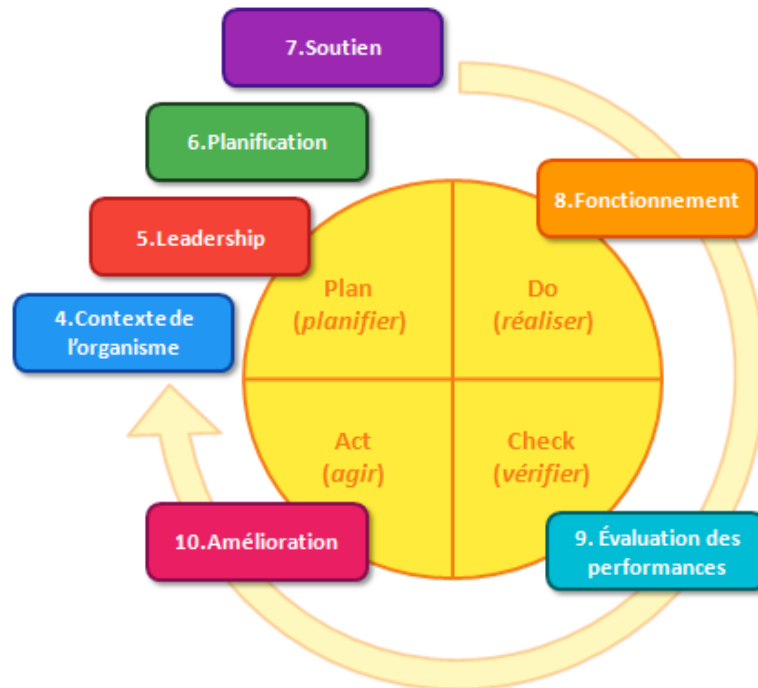 7.Soutien
6.Planification
8.Fonctionnement
5.Leadership
Plan
(planifier)
Do
(réaliser)
4.Contexte de
l'organisme
Act
(agir)
Check
(vérifier)
10.Amélioration
9. Évaluation des
performances